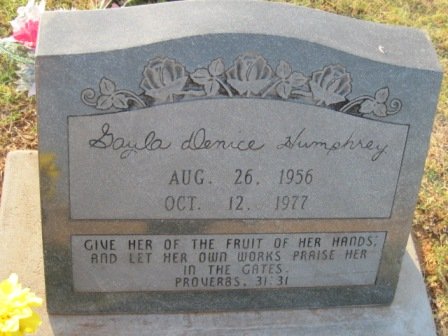 Gayla Denice Humphrey
AUG. 26, 1956
OCT. 12, 1977
GIVE HER OF THE FRUIT OF HER HANDS;
AND LET HER OWN WORKS PRAISE HER
IN THE GATES.
PROVERBS, 31:31